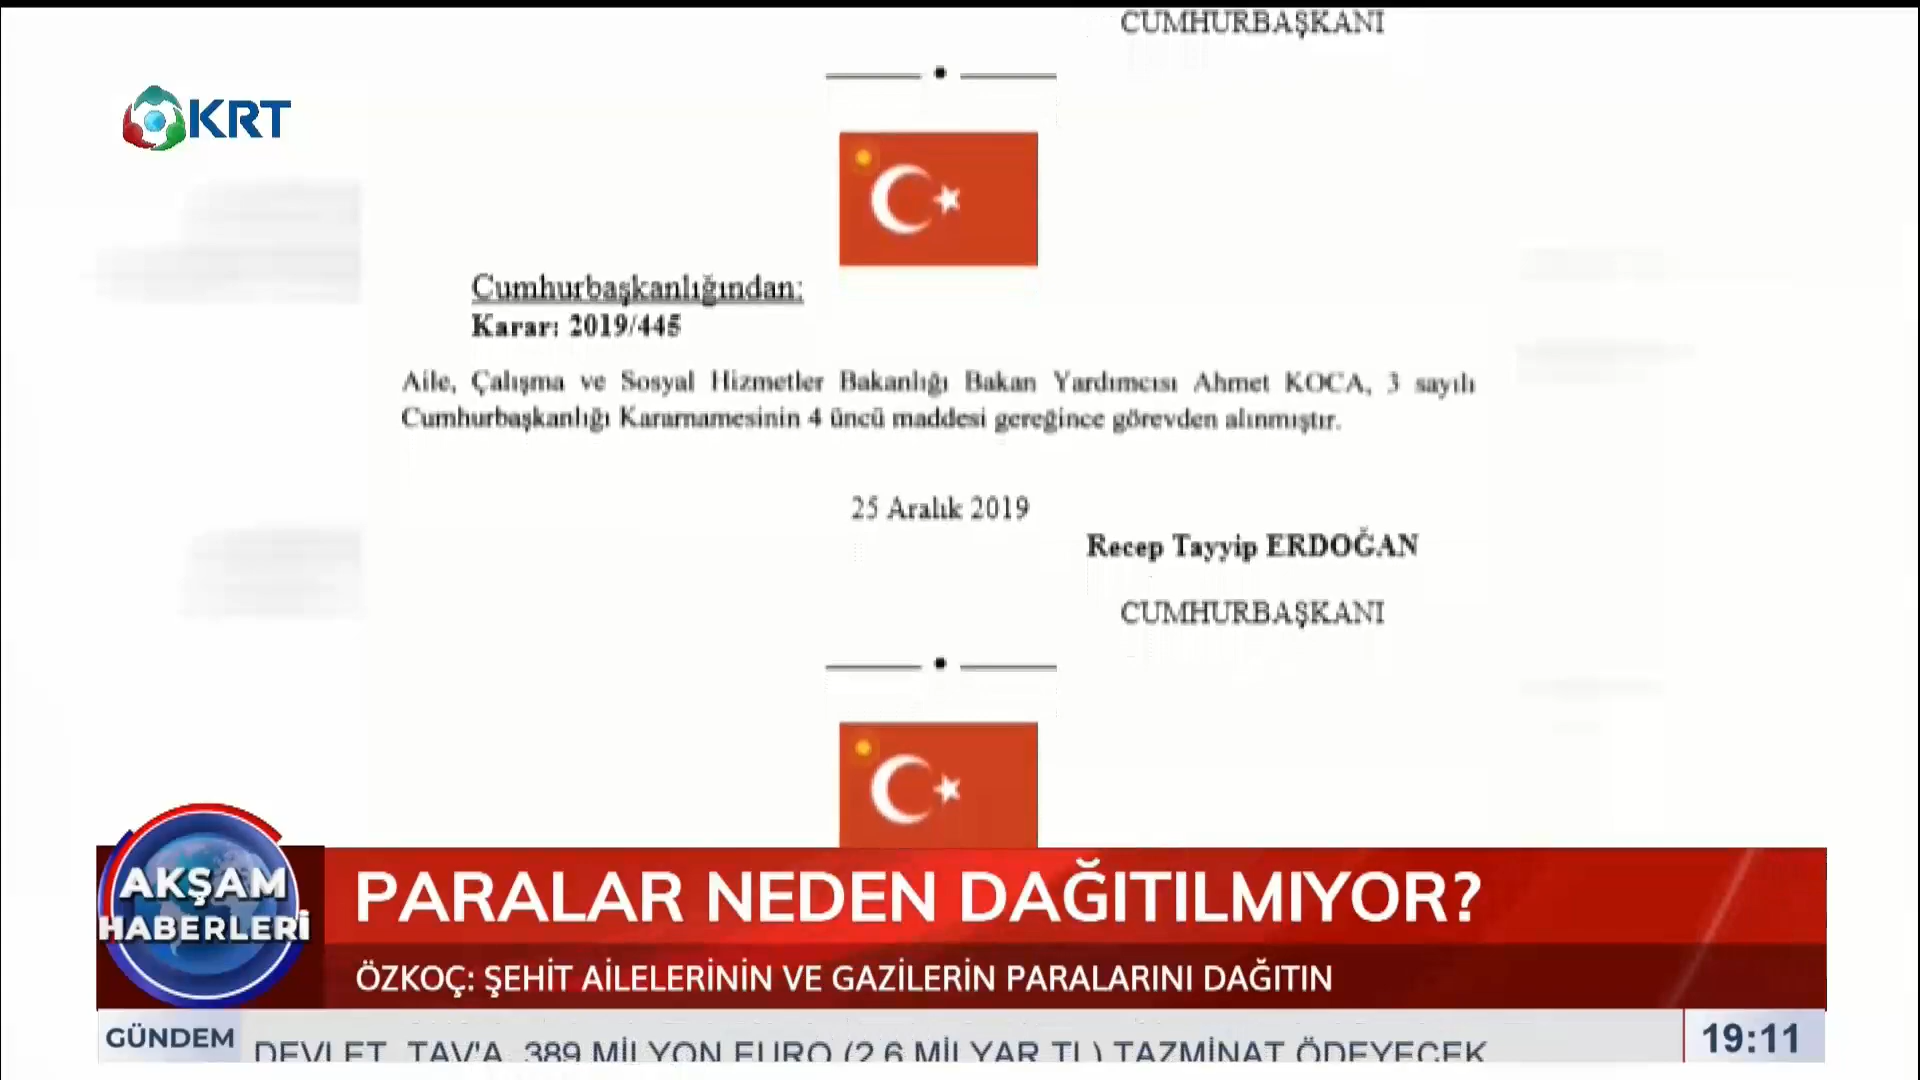 CUMHURBAŞKANI
KRT
Cumhurbaşkanlığından:
Karar: 2019/445
Aile, Çalışma ve Sosyal Hizmetler Bakanlığı Bakan Yardımcısı Ahmet KOCA, 3 sayılı
Cumhurbaşkanlığı Kararnamesinin 4 üncü maddesi gereğince görevden alınmıştır.
25 Aralık 2019
Recep Tayyip ERDOĞAN
CUMHURBAŞKANI
AKŞAM
HABERLERİ
PARALAR NEDEN DAĞITILMIYOR?
ÖZKOÇ: ŞEHİT AİLELERİNİN VE GAZİLERİN PARALARINI DAĞITIN
GÜNDEM
DEVLET, TAV'A, 389 MİLYON EURO (2,6 MİLYAR TL) TAZMİNAT ÖDEYECEK
19:11